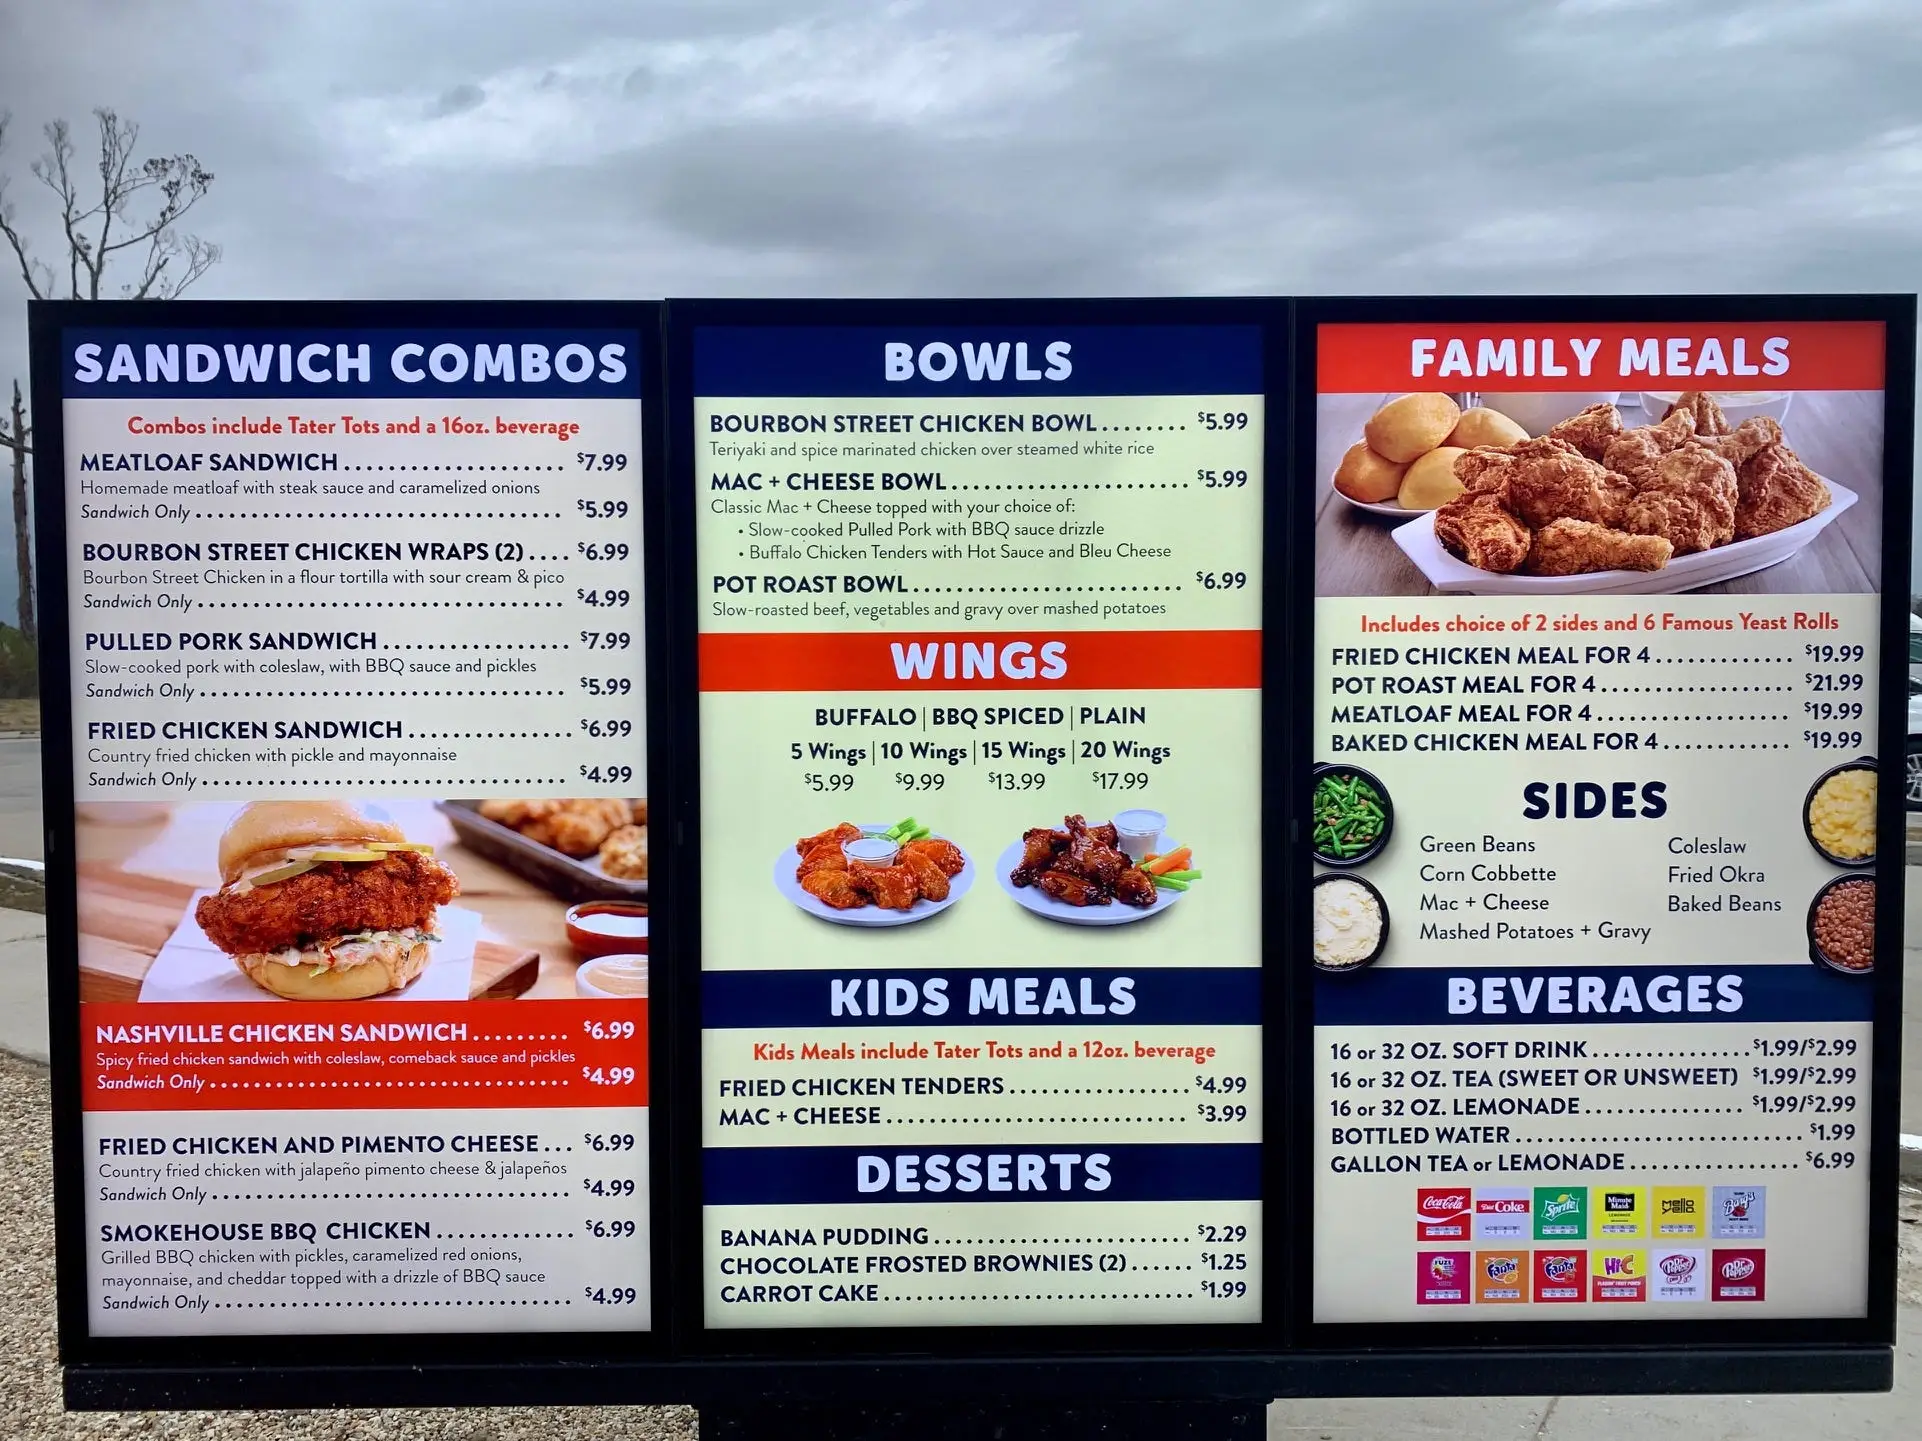 SANDWICH COMBOS
Combos include Tater Tots and a 16oz. beverage
MEATLOAF SANDWICH ..................... $7.99
Homemade meatloaf with steak sauce and caramelized onions
Sandwich Only ................................. $5.99
BOURBON STREET CHICKEN WRAPS (2) .... $6.99
Bourbon Street Chicken in a flour tortilla with sour cream & pico
Sandwich Only ................................. $4.99
PULLED PORK SANDWICH .................. $7.99
Slow-cooked pork with coleslaw, with BBQ sauce and pickles
Sandwich Only ................................. $5.99
FRIED CHICKEN SANDWICH ................ $6.99
Country fried chicken with pickle and mayonnaise
Sandwich Only ................................. $4.99
NASHVILLE CHICKEN SANDWICH ......... $6.99
Spicy fried chicken sandwich with coleslaw, comeback sauce and pickles
Sandwich Only ................................. $4.99
FRIED CHICKEN AND PIMENTO CHEESE ... $6.99
Country fried chicken with jalapeño pimento cheese & jalapeños
Sandwich Only ................................. $4.99
SMOKEHOUSE BBQ CHICKEN ............. $6.99
Grilled BBQ chicken with pickles, caramelized red onions,
mayonnaise, and cheddar topped with a drizzle of BBQ sauce
Sandwich Only ................................. $4.99
BOWLS
BOURBON STREET CHICKEN BOWL ........ $5.99
Teriyaki and spice marinated chicken over steamed white rice
MAC + CHEESE BOWL ...................... $5.99
Classic Mac + Cheese topped with your choice of:
• Slow-cooked Pulled Pork with BBQ sauce drizzle
• Buffalo Chicken Tenders with Hot Sauce and Bleu Cheese
POT ROAST BOWL ......................... $6.99
Slow-roasted beef, vegetables and gravy over mashed potatoes
WINGS
BUFFALO | BBQ SPICED | PLAIN
5 Wings | 10 Wings | 15 Wings | 20 Wings
$5.99 $9.99 $13.99 $17.99
KIDS MEALS
Kids Meals include Tater Tots and a 12oz. beverage
FRIED CHICKEN TENDERS ................. $4.99
MAC + CHEESE ............................. $3.99
DESSERTS
BANANA PUDDING ......................... $2.29
CHOCOLATE FROSTED BROWNIES (2) ...... $1.25
CARROT CAKE .............................. $1.99
FAMILY MEALS
Includes choice of 2 sides and 6 Famous Yeast Rolls
FRIED CHICKEN MEAL FOR 4 ............. $19.99
POT ROAST MEAL FOR 4 .................. $21.99
MEATLOAF MEAL FOR 4 .................. $19.99
BAKED CHICKEN MEAL FOR 4 ............ $19.99
SIDES
Green Beans Coleslaw
Corn Cobbette Fried Okra
Mac + Cheese Baked Beans
Mashed Potatoes + Gravy
BEVERAGES
16 or 32 OZ. SOFT DRINK ............... $1.99/$2.99
16 or 32 OZ. TEA (SWEET OR UNSWEET) $1.99/$2.99
16 or 32 OZ. LEMONADE ............... $1.99/$2.99
BOTTLED WATER ........................... $1.99
GALLON TEA or LEMONADE ............... $6.99
Coca-Cola Diet Coke Sprite Minute Maid LEMONADE mello yello Barq's
FUZE Fanta Fanta Hi-C Dr Pepper Dr Pepper